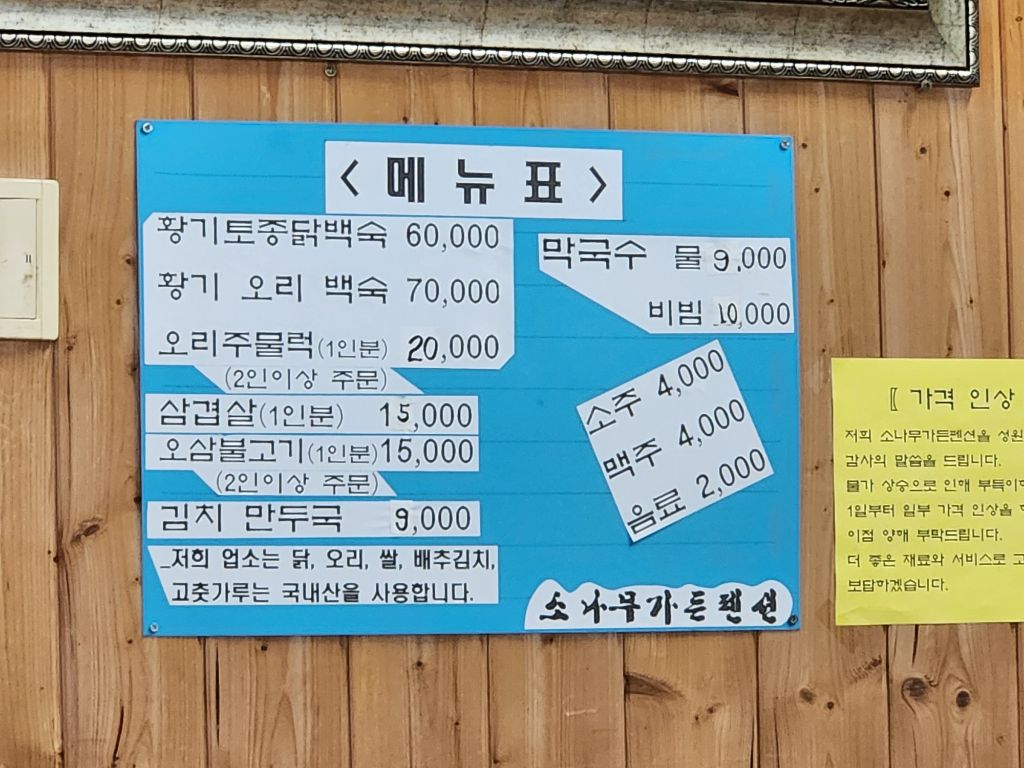 < 메 뉴 표 >
황기토종닭백숙 60,000
황기 오리 백숙 70,000
오리주물럭(1인분) 20,000
(2인이상 주문)
삼겹살(1인분) 15,000
오삼불고기(1인분)15,000
(2인이상 주문)
김치 만두국 9,000
_저희 업소는 닭, 오리, 쌀, 배추김치,
고춧가루는 국내산을 사용합니다.
막국수 물 9,000
비빔 10,000
소주 4,000
맥주 4,000
음료 2,000
소나무가든펜션
〖 가격 인상
저희 소나무가든펜션을 성원
감사의 말씀을 드립니다.
물가 상승으로 인해 부득이
1일부터 일부 가격 인상을
이점 양해 부탁드립니다.
더 좋은 재료와 서비스로
보답하겠습니다.